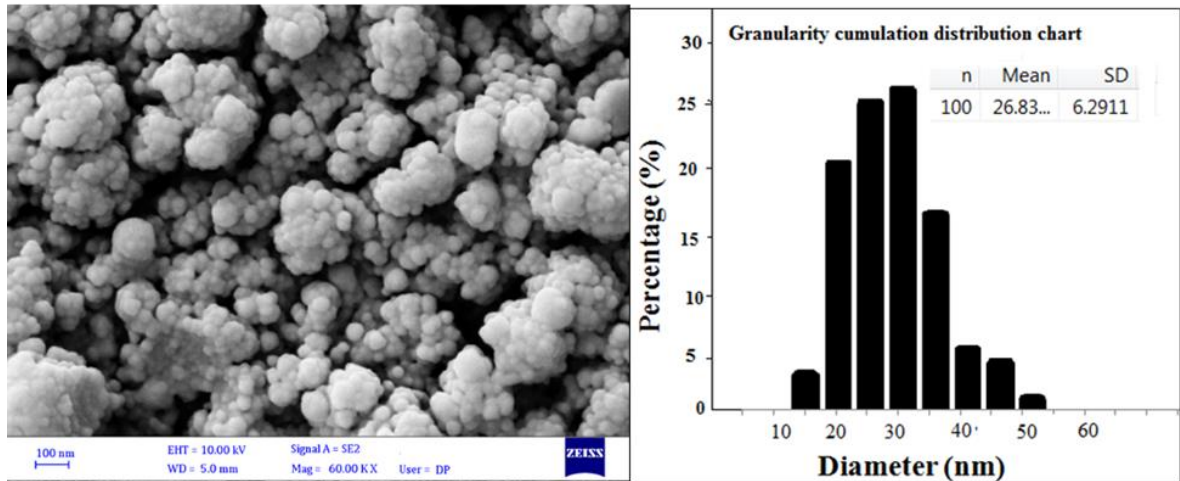 100 nm
EHT = 10.00 kV Signal A = SE2
WD = 5.0 mm Mag = 60.00 K X User = DP
ZEISS
Granularity cumulation distribution chart
n Mean SD
100 26.83... 6.2911
Percentage (%)
30
25
20
15
10
5
0
10 20 30 40 50 60
Diameter (nm)